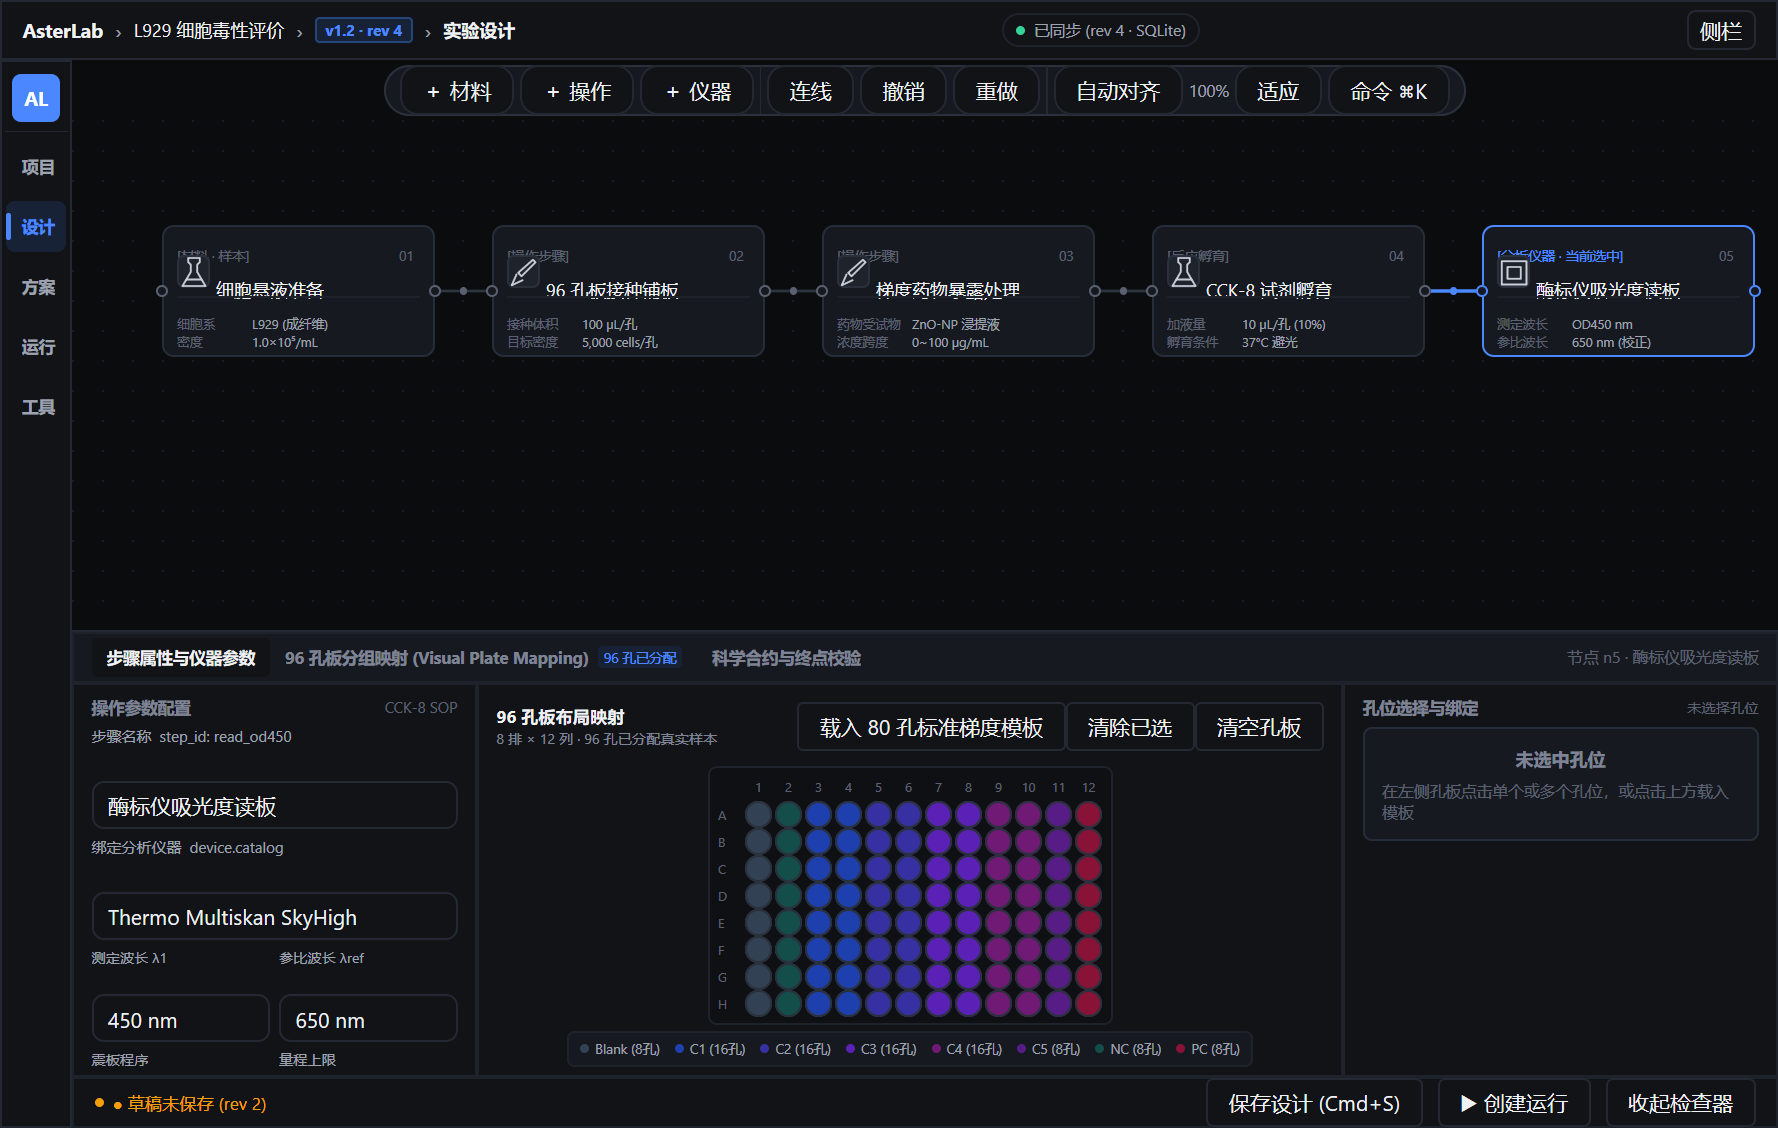 AsterLab › L929 细胞毒性评价 › v1.2 · rev 4 › 实验设计
已同步 (rev 4 · SQLite)
侧栏
AL
项目
设计
方案
运行
工具
+ 材料
+ 操作
+ 仪器
连线
撤销
重做
自动对齐
100%
适应
命令 ⌘K
[材料 · 样本] 01
细胞悬液准备
细胞系 L929 (成纤维)
密度 1.0×10⁵/mL
[操作步骤] 02
96 孔板接种铺板
接种体积 100 μL/孔
目标密度 5,000 cells/孔
[操作步骤] 03
梯度药物暴露处理
药物受试物 ZnO-NP 浸提液
浓度跨度 0~100 μg/mL
[反应孵育] 04
CCK-8 试剂孵育
加液量 10 μL/孔 (10%)
孵育条件 37°C 避光
[分析仪器 · 当前选中] 05
酶标仪吸光度读板
测定波长 OD450 nm
参比波长 650 nm (校正)
步骤属性与仪器参数
96 孔板分组映射 (Visual Plate Mapping) 96 孔已分配
科学合约与终点校验
节点 n5 · 酶标仪吸光度读板
操作参数配置 CCK-8 SOP
步骤名称 step_id: read_od450
酶标仪吸光度读板
绑定分析仪器 device.catalog
Thermo Multiskan SkyHigh
测定波长 λ1 参比波长 λref
450 nm 650 nm
震板程序 量程上限
96 孔板布局映射
8 排 × 12 列 · 96 孔已分配真实样本
载入 80 孔标准梯度模板
清除已选
清空孔板
1 2 3 4 5 6 7 8 9 10 11 12
A
B
C
D
E
F
G
H
Blank (8孔) C1 (16孔) C2 (16孔) C3 (16孔) C4 (16孔) C5 (8孔) NC (8孔) PC (8孔)
孔位选择与绑定 未选择孔位
未选中孔位
在左侧孔板点击单个或多个孔位，或点击上方载入
模板
● 草稿未保存 (rev 2)
保存设计 (Cmd+S)
▶ 创建运行
收起检查器